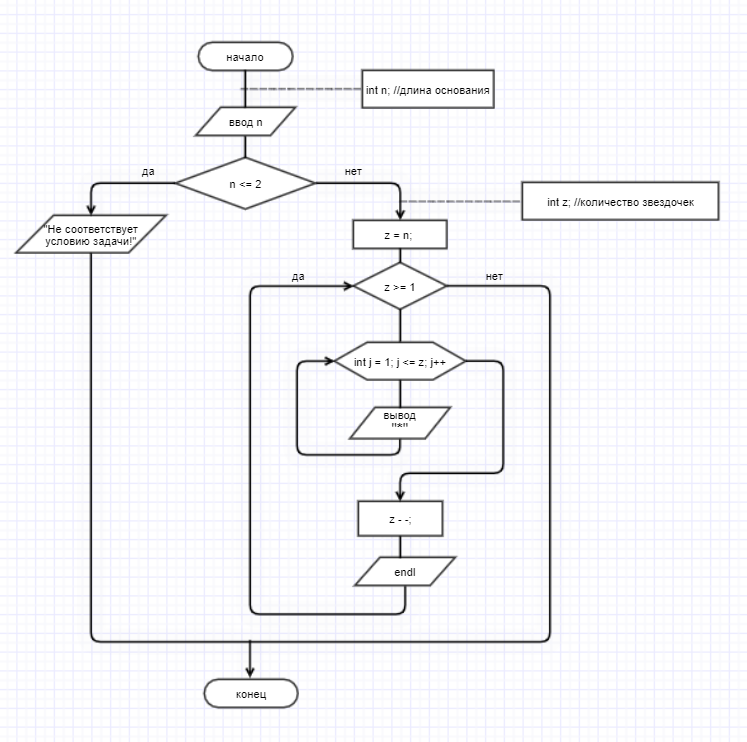 начало
int n; //длина основания
ввод n
да
n <= 2
нет
"Не соответствует
условию задачи!"
int z; //количество звездочек
z = n;
да
z >= 1
нет
int j = 1; j <= z; j++
вывод
"*"
z - -;
endl
конец